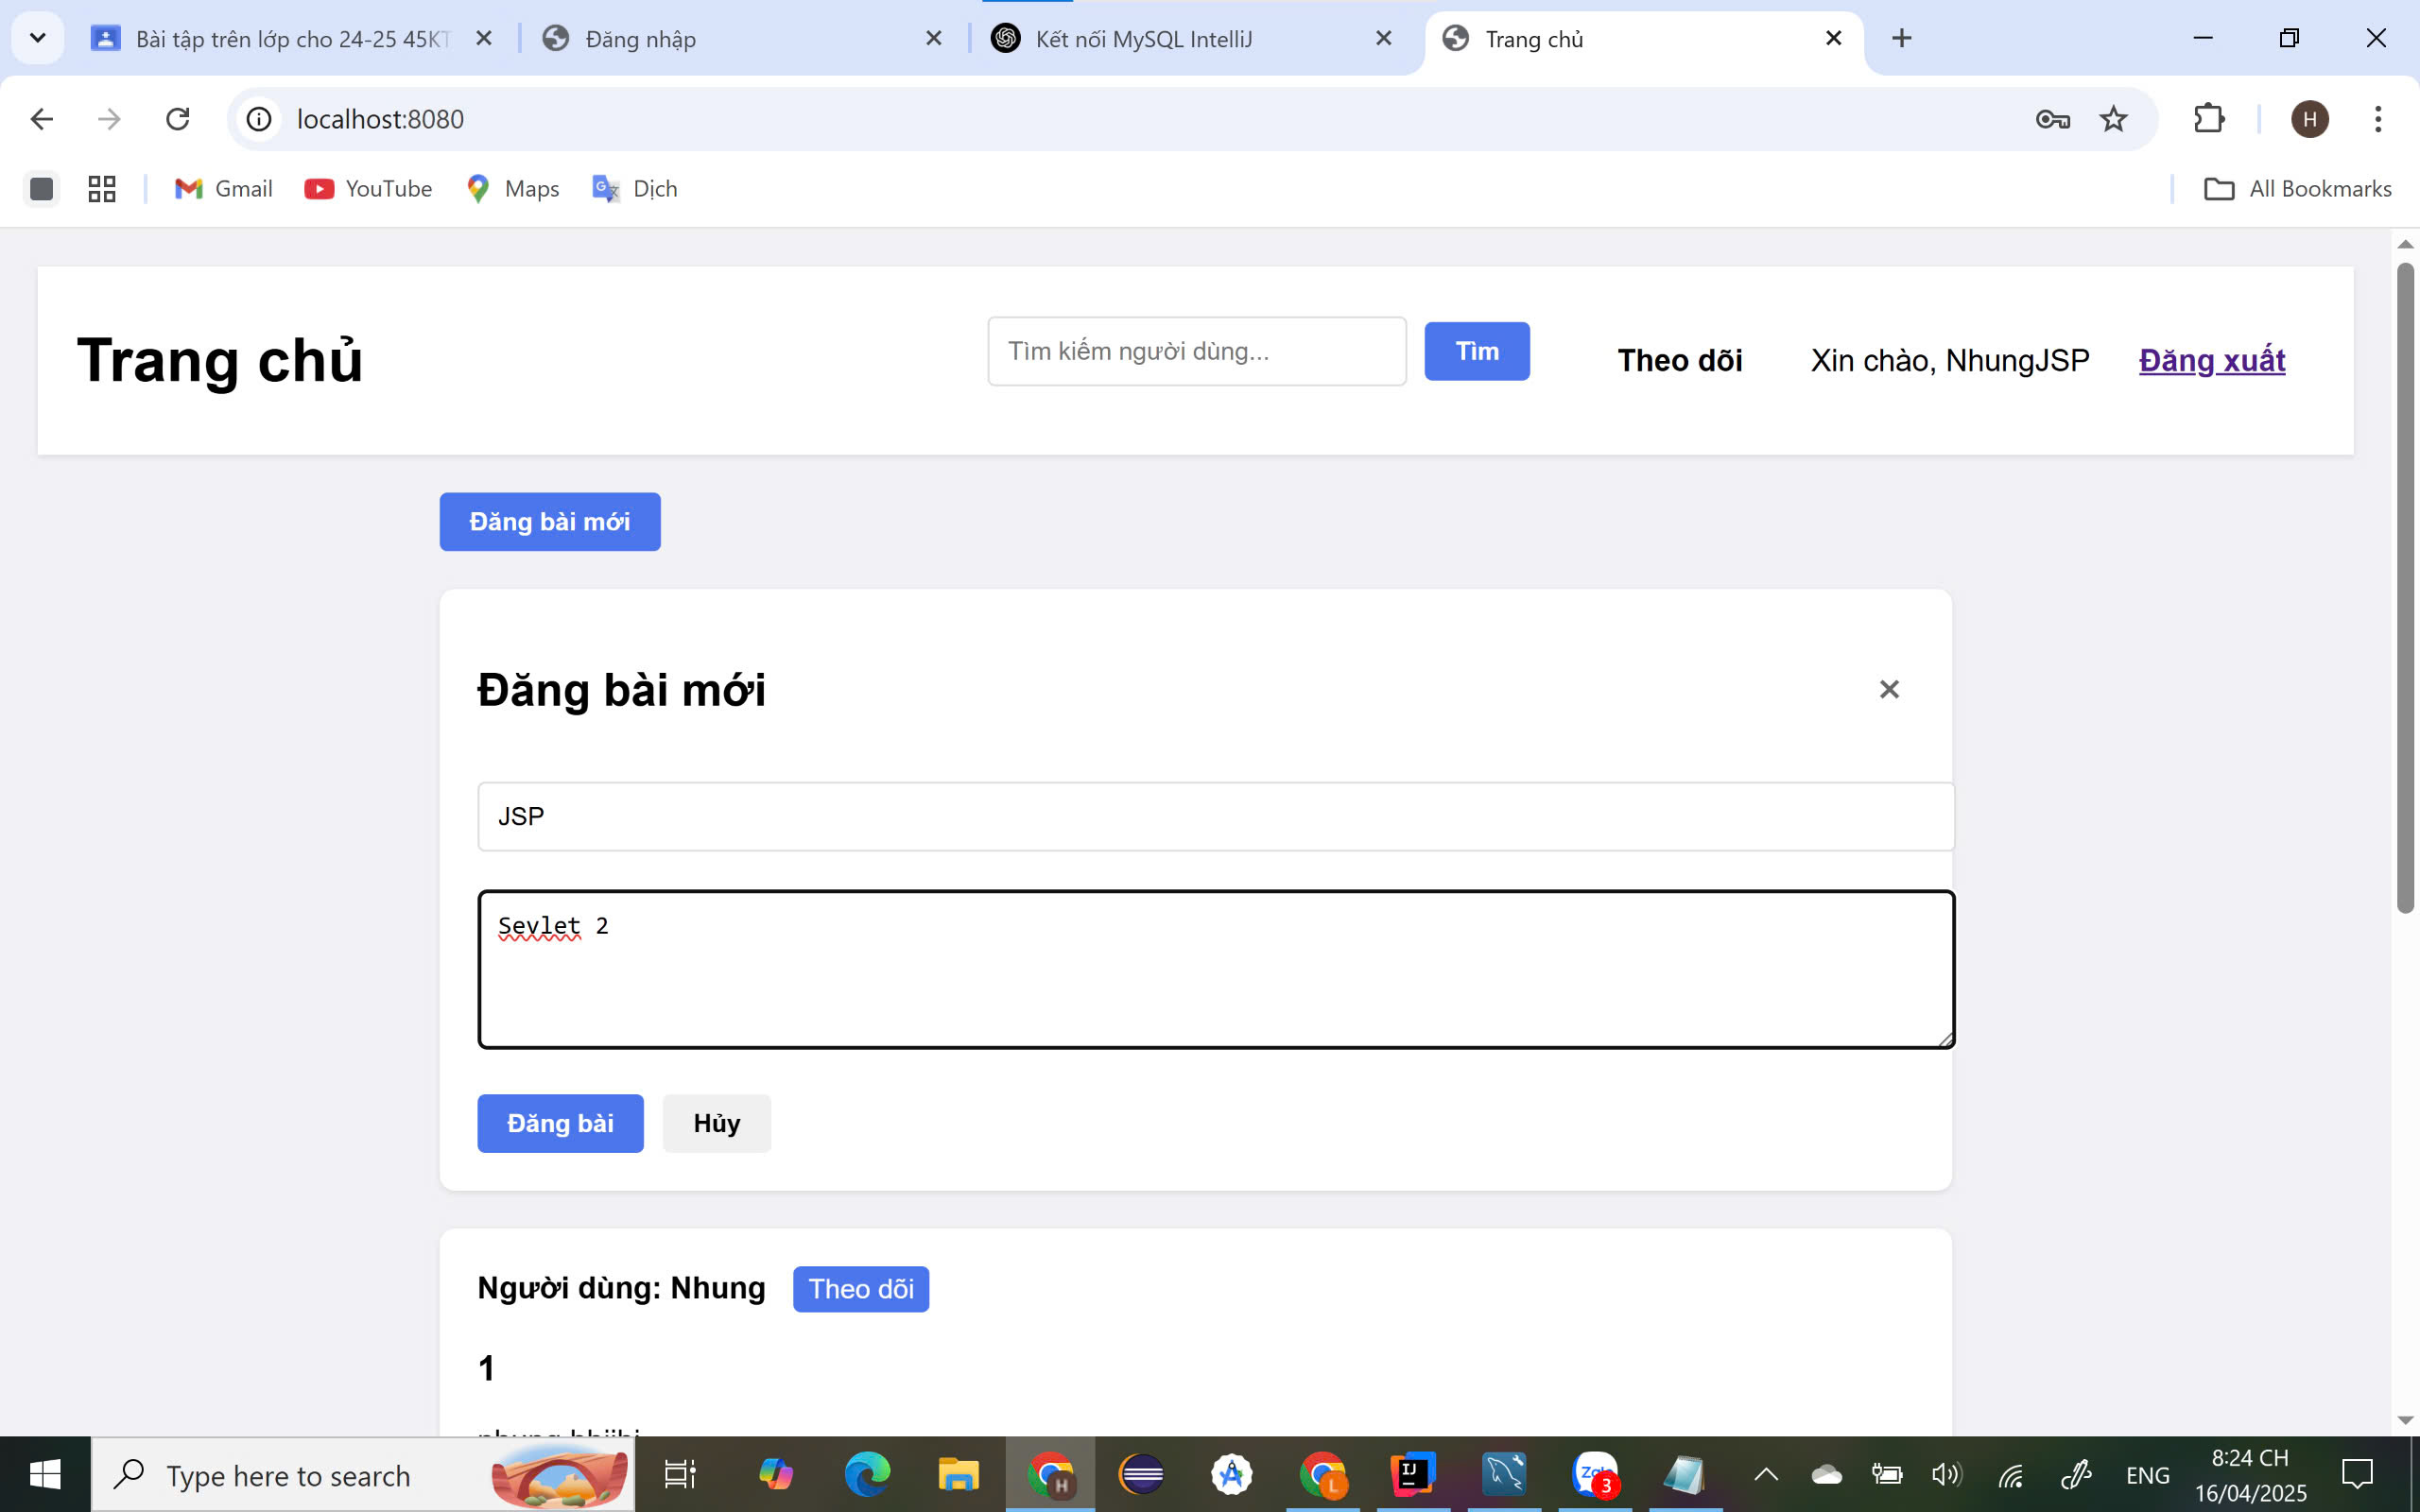 Bài tập trên lớp cho 24-25 45KT
Đăng nhập
Kết nối MySQL IntelliJ
Trang chủ
localhost:8080
H
Gmail
YouTube
Maps
Dịch
All Bookmarks
Trang chủ
Tìm kiếm người dùng...
Tìm
Theo dõi
Xin chào, NhungJSP
Đăng xuất
Đăng bài mới
Đăng bài mới
JSP
Sevlet 2
Đăng bài
Hủy
Người dùng: Nhung
Theo dõi
1
Type here to search
H
L
IJ
3
ENG
8:24 CH
16/04/2025